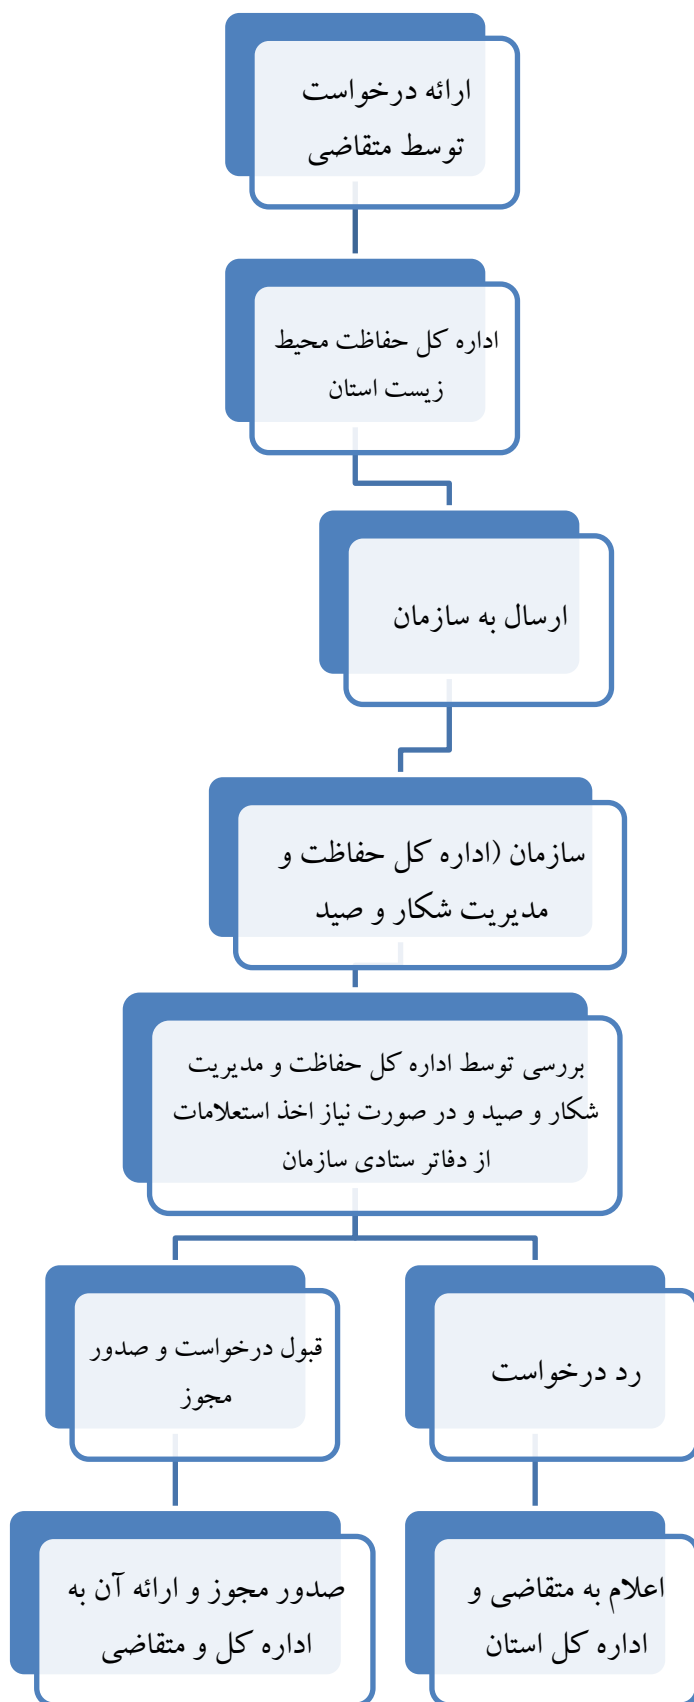 ارائه درخواست
توسط متقاضی
اداره کل حفاظت محیط
زیست استان
ارسال به سازمان
سازمان (اداره کل حفاظت و
مدیریت شکار و صید
بررسی توسط اداره کل حفاظت و مدیریت
شکار و صید و در صورت نیاز اخذ استعلامات
از دفاتر ستادی سازمان
رد درخواست
قبول درخواست و صدور
مجوز
اعلام به متقاضی و
اداره کل استان
صدور مجوز و ارائه آن به
اداره کل و متقاضی